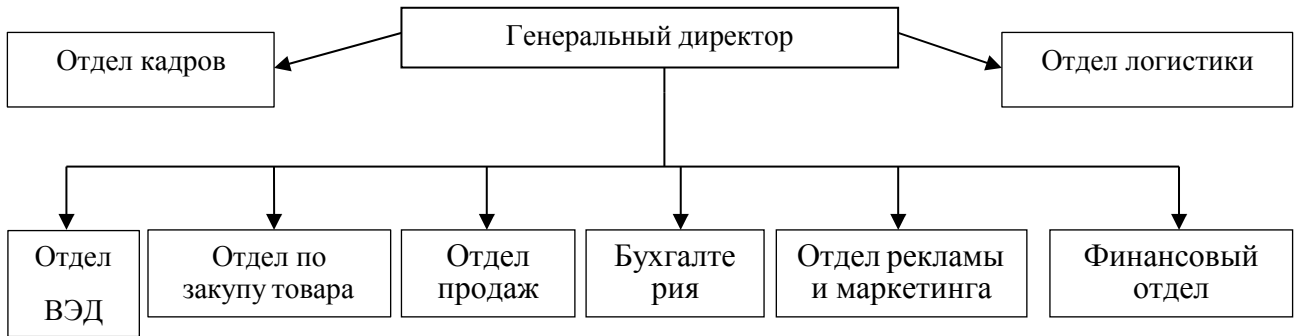 Генеральный директор
Отдел кадров
Отдел логистики
Отдел
ВЭД
Отдел по
закупу товара
Отдел
продаж
Бухгалте
рия
Отдел рекламы
и маркетинга
Финансовый
отдел